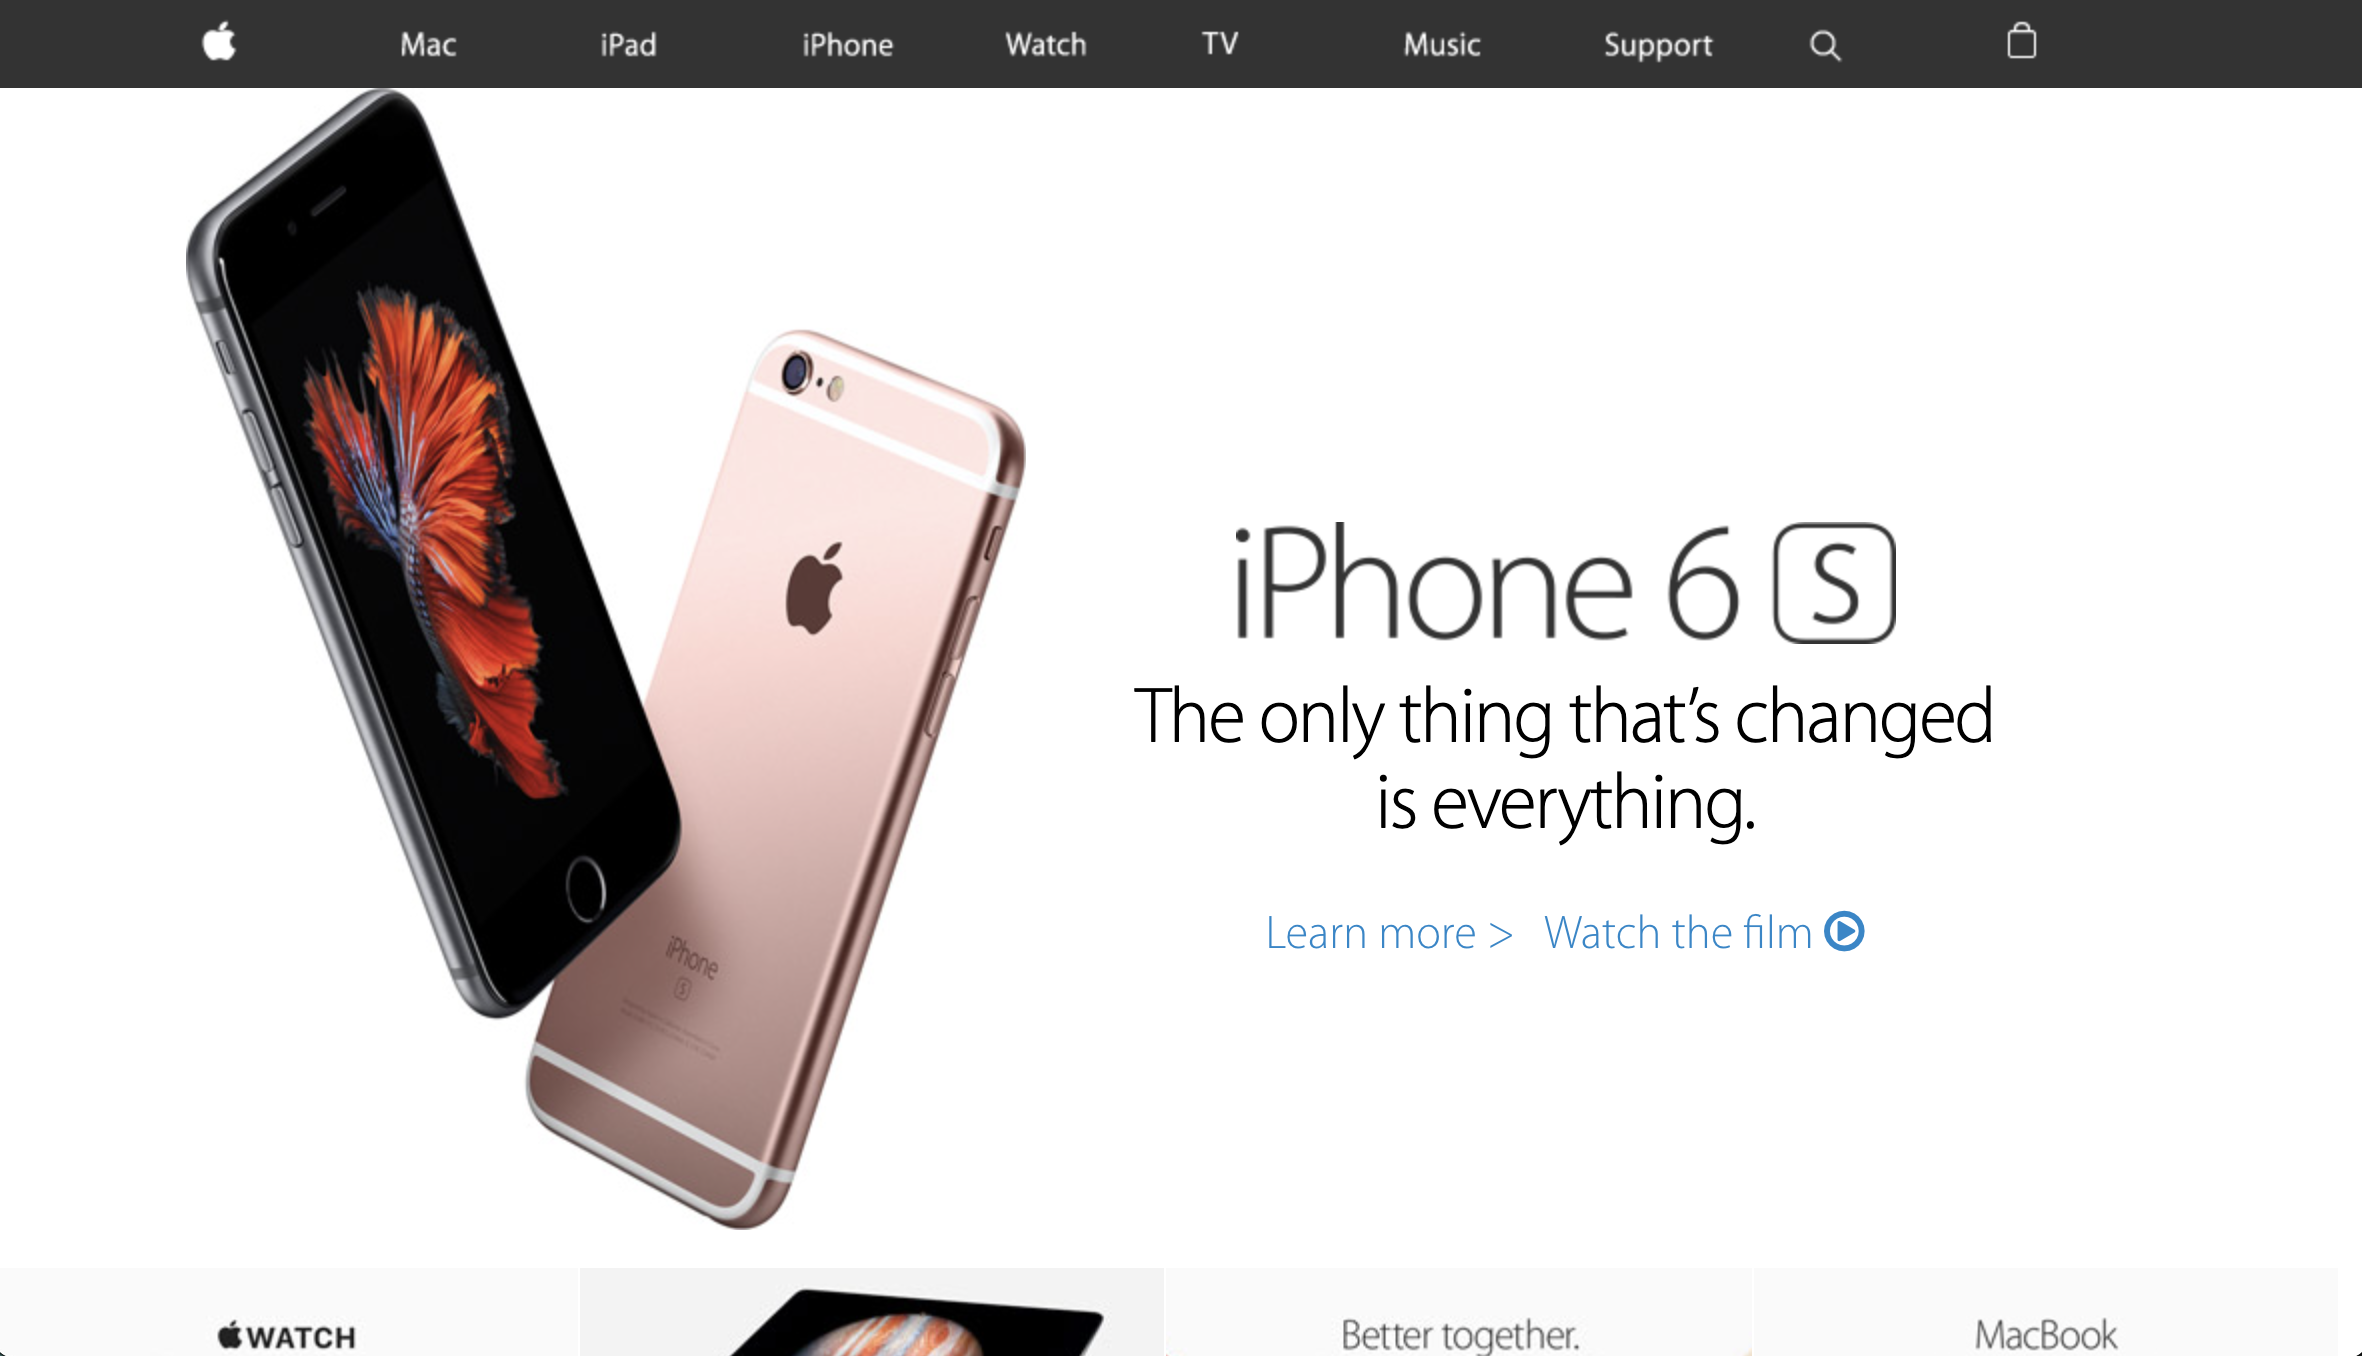 Mac iPad iPhone Watch TV Music Support
iPhone 6 S
The only thing that’s changed
is everything.
Learn more > Watch the film
iPhone
S
WATCH
Better together.
MacBook